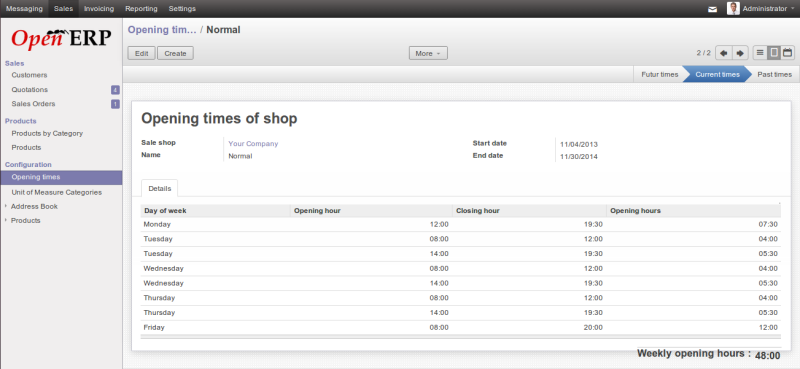 Messaging Sales Invoicing Reporting Settings Administrator
Open ERP
Sales
Customers
Quotations 4
Sales Orders 1
Products
Products by Category
Products
Configuration
Opening times
Unit of Measure Categories
Address Book
Products
Opening tim... / Normal
Edit Create More 2 / 2
Futur times Current times Past times
Opening times of shop
Sale shop Your Company Start date 11/04/2013
Name Normal End date 11/30/2014
Details
Day of week Opening hour Closing hour Opening hours
Monday 12:00 19:30 07:30
Tuesday 08:00 12:00 04:00
Tuesday 14:00 19:30 05:30
Wednesday 08:00 12:00 04:00
Wednesday 14:00 19:30 05:30
Thursday 08:00 12:00 04:00
Thursday 14:00 19:30 05:30
Friday 08:00 20:00 12:00
Weekly opening hours : 48:00